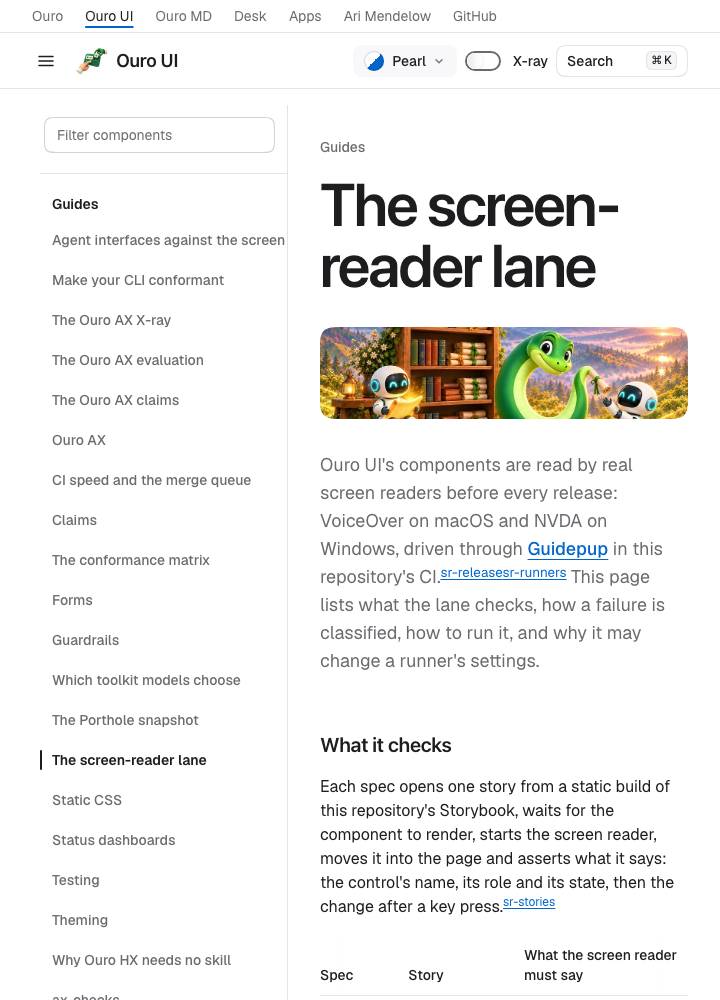 Ouro Ouro UI Ouro MD Desk Apps Ari Mendelow GitHub
Ouro UI Pearl X-ray Search ⌘ K
Filter components
Guides
Agent interfaces against the screen
Make your CLI conformant
The Ouro AX X-ray
The Ouro AX evaluation
The Ouro AX claims
Ouro AX
CI speed and the merge queue
Claims
The conformance matrix
Forms
Guardrails
Which toolkit models choose
The Porthole snapshot
The screen-reader lane
Static CSS
Status dashboards
Testing
Theming
Why Ouro HX needs no skill
ax-checks
Guides
The screen-
reader lane
Ouro UI's components are read by real
screen readers before every release:
VoiceOver on macOS and NVDA on
Windows, driven through Guidepup in this
repository's CI.sr-releasesr-runners This page
lists what the lane checks, how a failure is
classified, how to run it, and why it may
change a runner's settings.
What it checks
Each spec opens one story from a static build of
this repository's Storybook, waits for the
component to render, starts the screen reader,
moves it into the page and asserts what it says:
the control's name, its role and its state, then the
change after a key press.sr-stories
Spec Story What the screen reader
must say